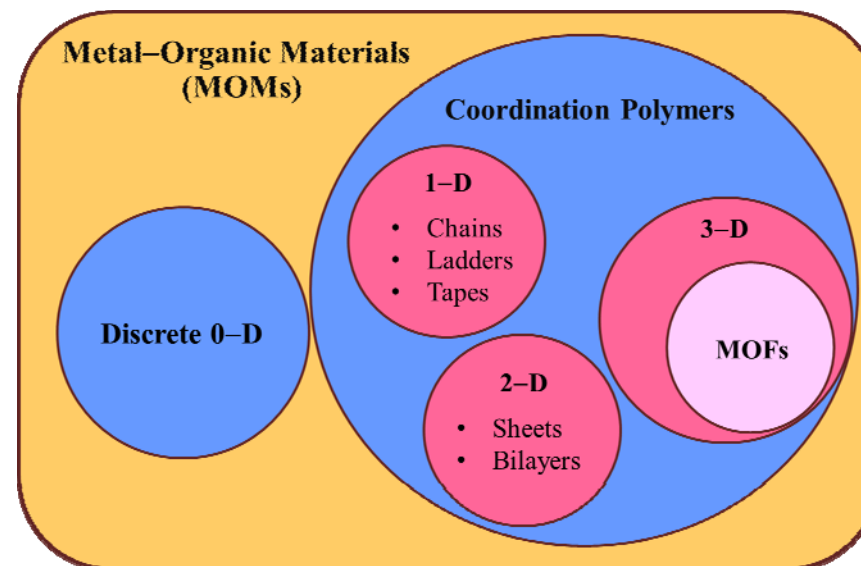 Metal–Organic Materials
(MOMs)
Coordination Polymers
1–D
• Chains
• Ladders
• Tapes
3–D
Discrete 0–D
MOFs
2–D
• Sheets
• Bilayers